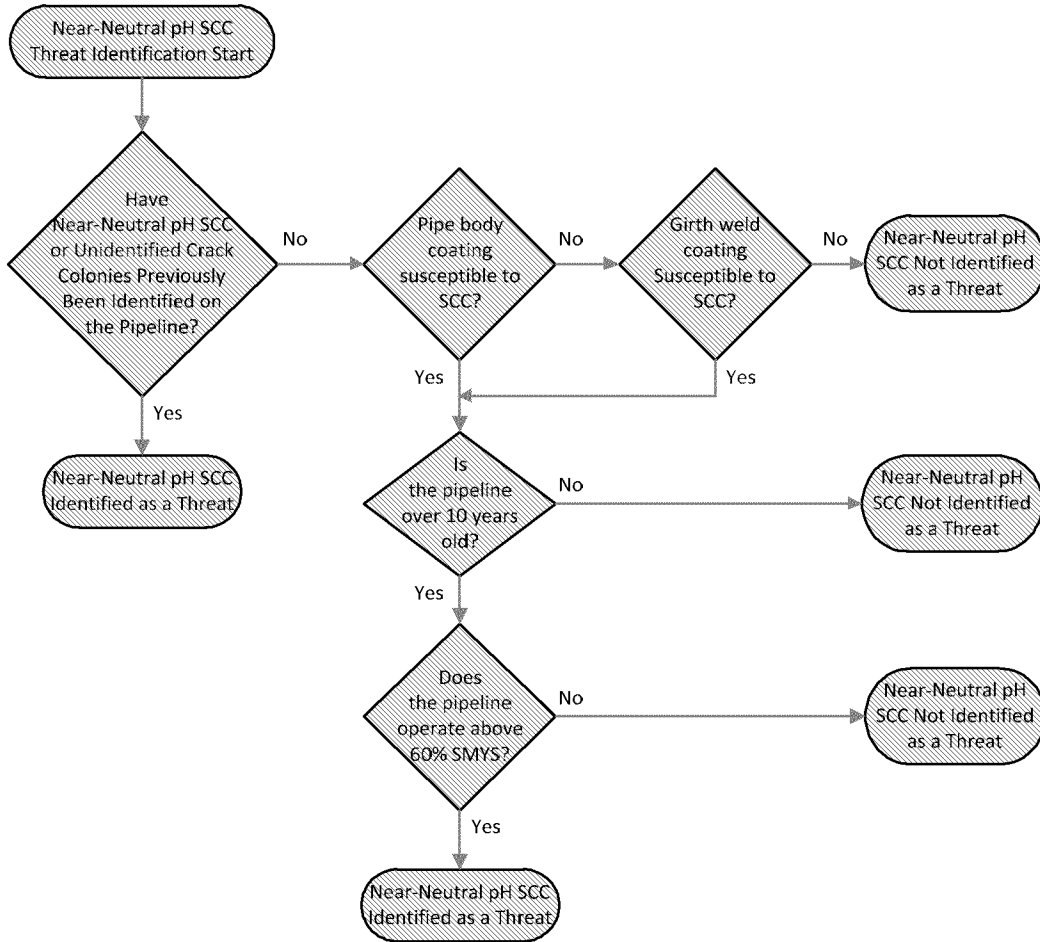 Near-Neutral pH SCC
Threat Identification Start
Have
Near-Neutral pH SCC
or Unidentified Crack
Colonies Previously
Been Identified on
the Pipeline?
No
Pipe body
coating
susceptible to
SCC?
No
Girth weld
coating
Susceptible to
SCC?
No
Near-Neutral pH
SCC Not Identified
as a Threat
Yes
Yes
Yes
Near-Neutral pH SCC
Identified as a Threat
Is
the pipeline
over 10 years
old?
No
Near-Neutral pH
SCC Not Identified
as a Threat
Yes
Does
the pipeline
operate above
60% SMYS?
No
Near-Neutral pH
SCC Not Identified
as a Threat
Yes
Near-Neutral pH SCC
Identified as a Threat